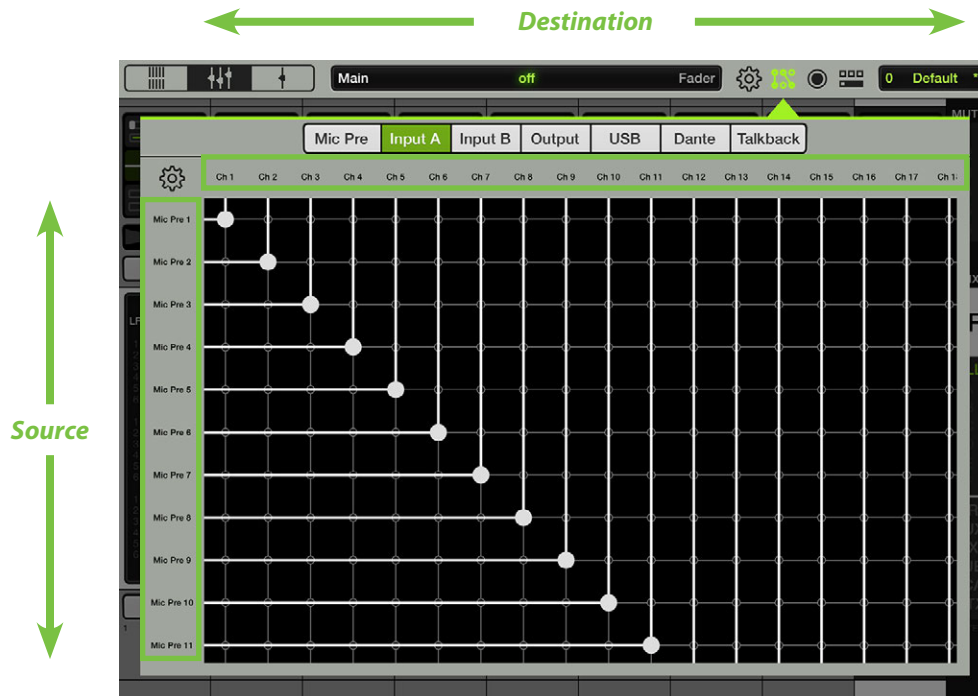 Destination
Main off Fader 0 Default
MUT
Mic Pre Input A Input B Output USB Dante Talkback
Ch 1 Ch 2 Ch 3 Ch 4 Ch 5 Ch 6 Ch 7 Ch 8 Ch 9 Ch 10 Ch 11 Ch 12 Ch 13 Ch 14 Ch 15 Ch 16 Ch 17
Mic Pre 1
Mic Pre 2
Mic Pre 3
Mic Pre 4
Mic Pre 5
Source
Mic Pre 6
Mic Pre 7
Mic Pre 8
Mic Pre 9
Mic Pre 10
Mic Pre 11